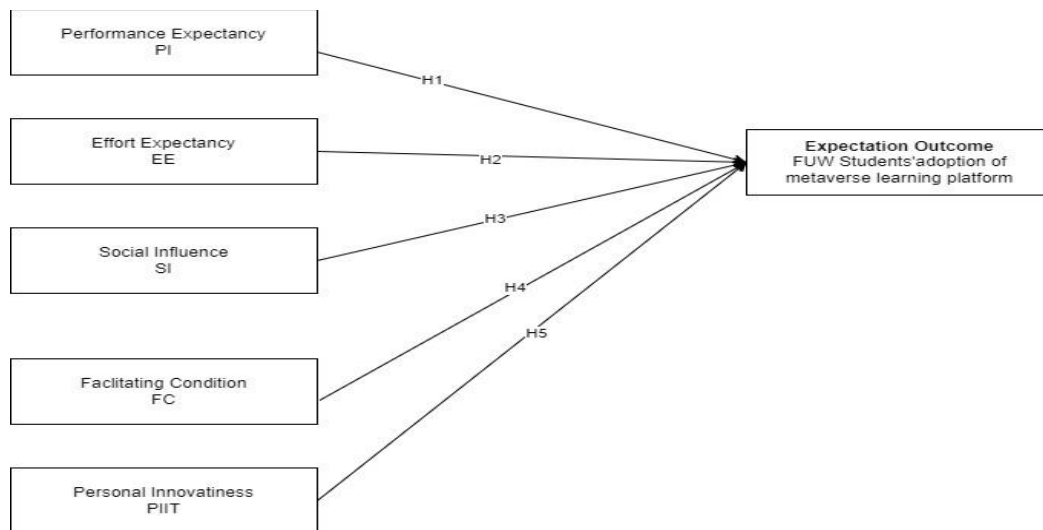 Performance Expectancy
PI
H1
Effort Expectancy
EE
H2
Expectation Outcome
FUW Students'adoption of
metaverse learning platform
Social Influence
SI
H3
H4
H5
Faclitating Condition
FC
Personal Innovatiness
PIIT